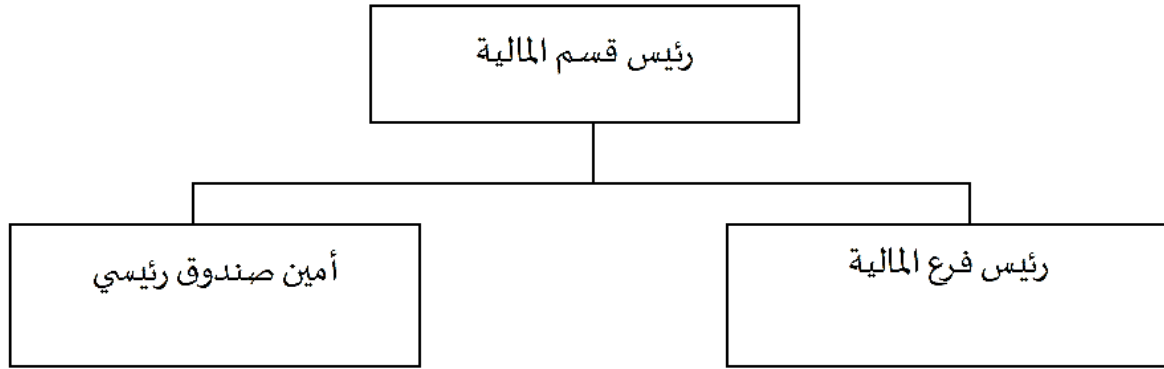 رئيس قسم المالية
رئيس فرع المالية
أمين صندوق رئيسي